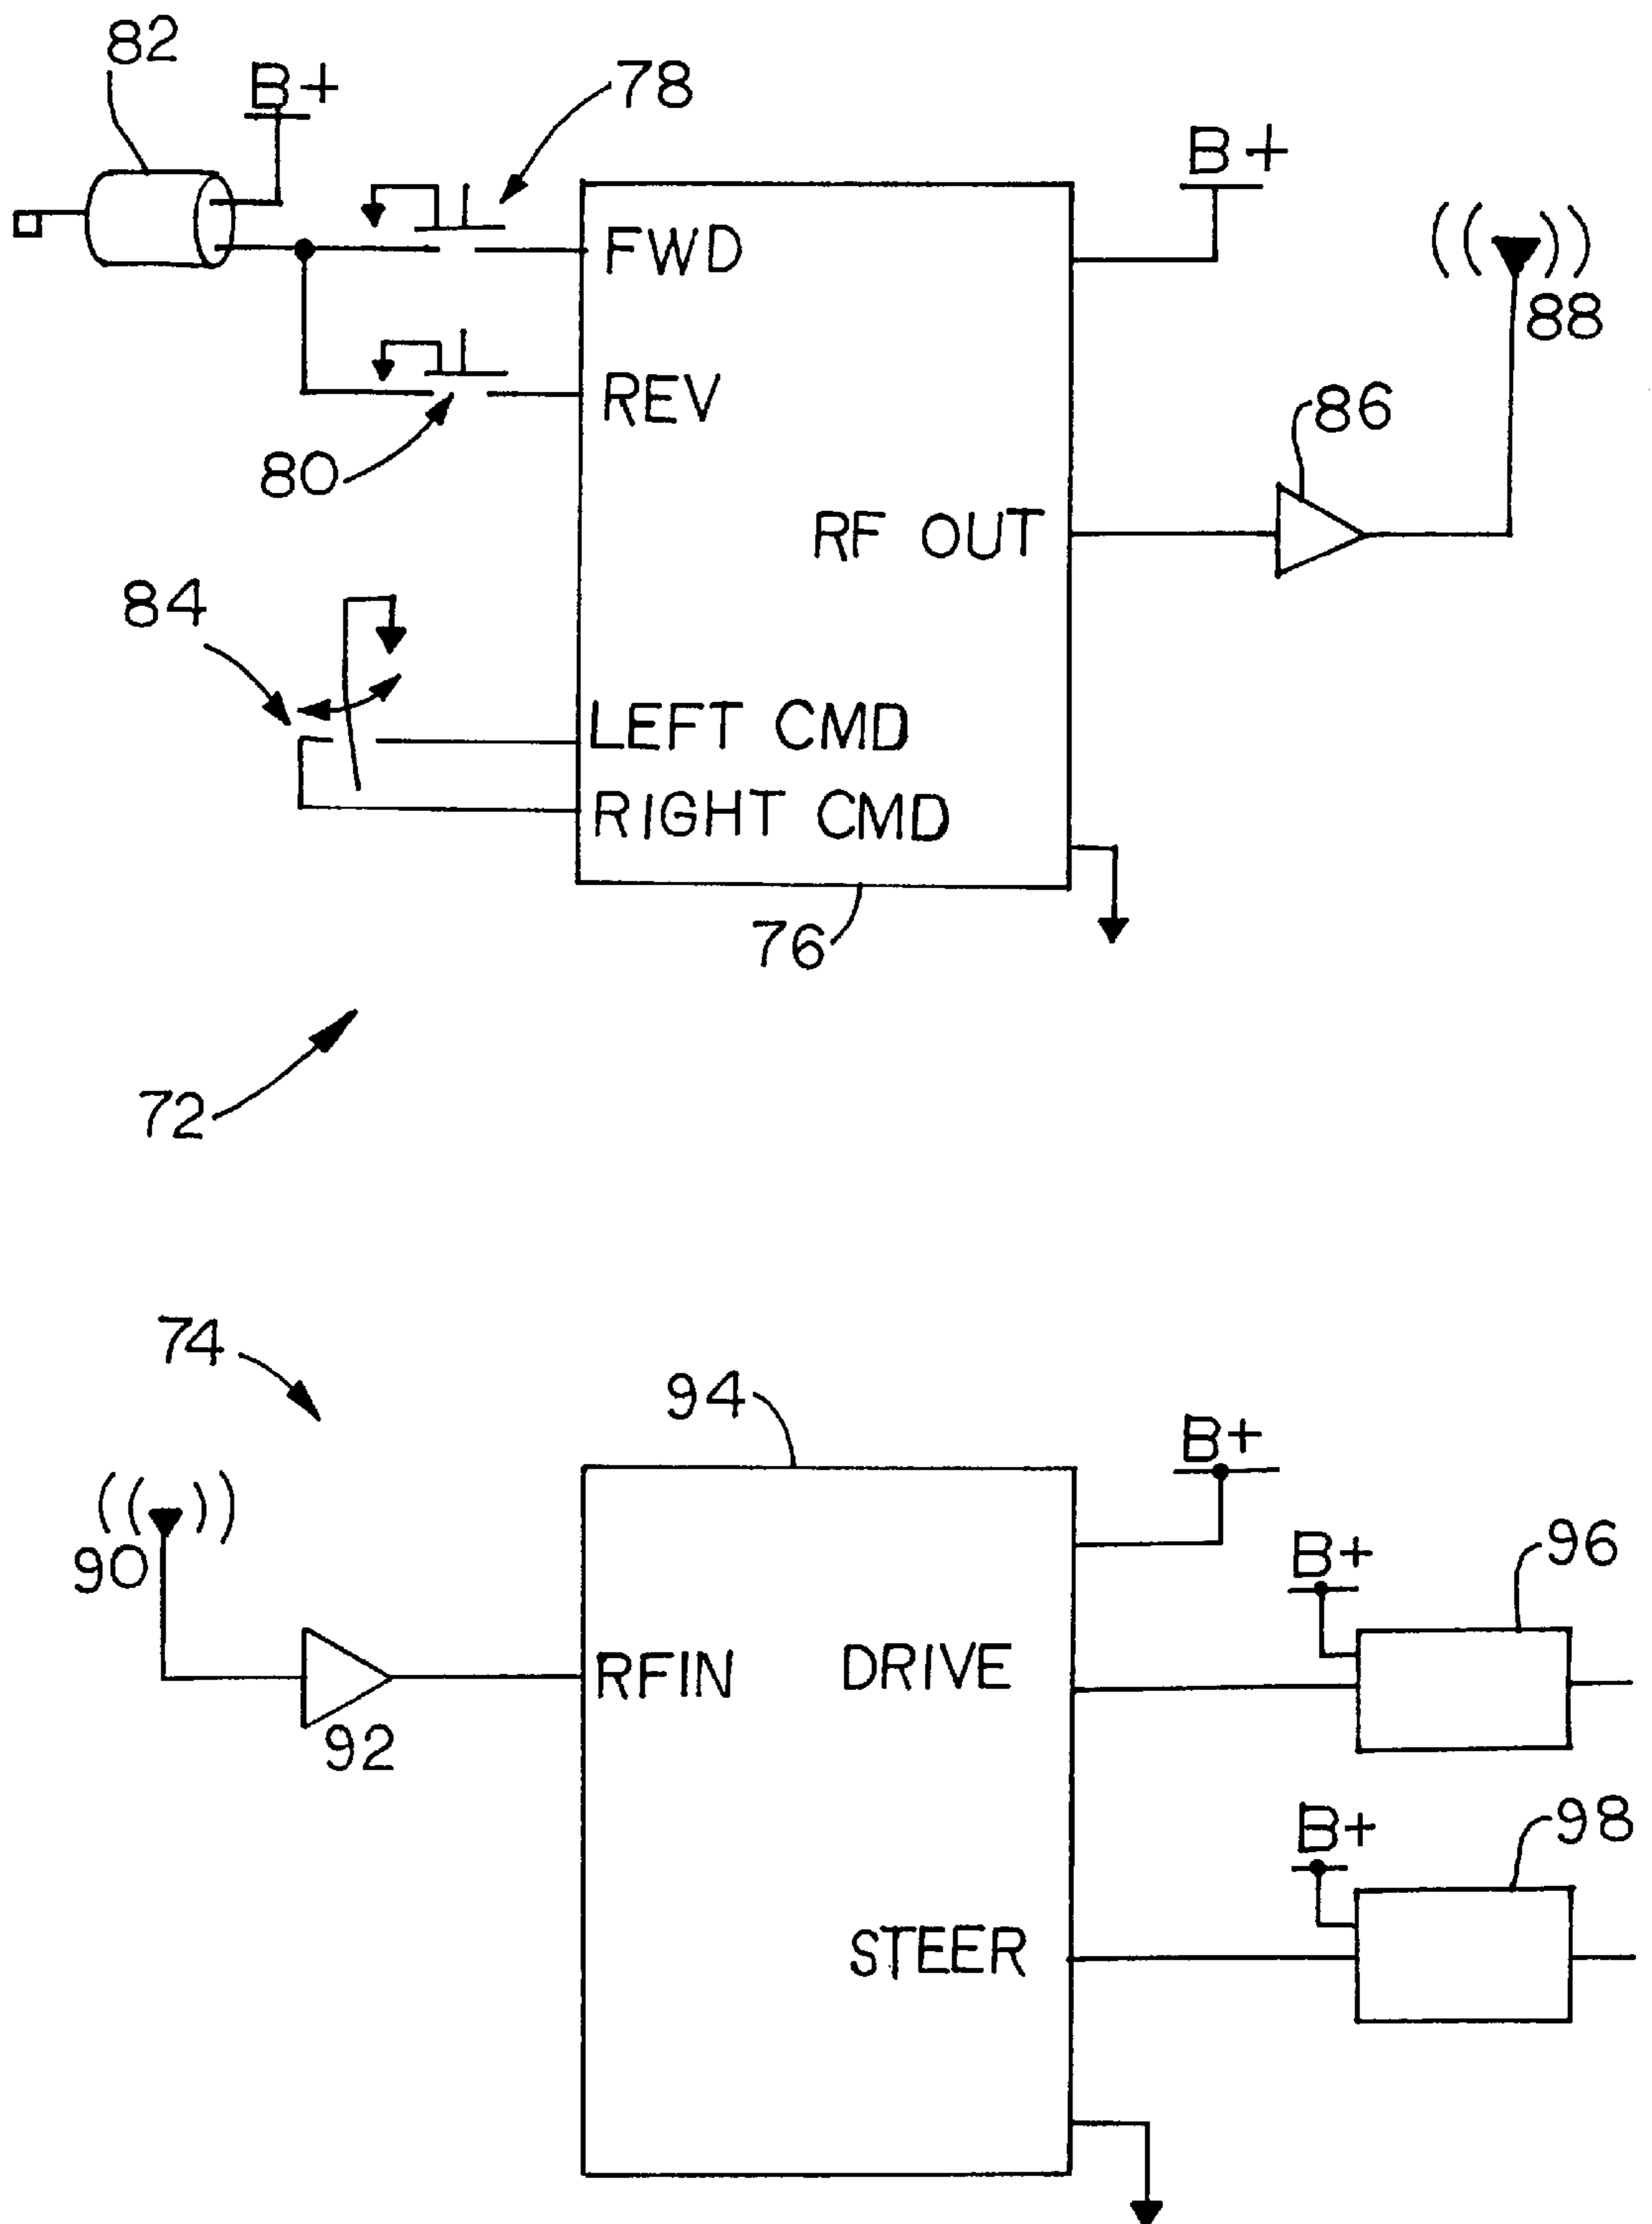 82
B+
78
B+
FWD
88
REV
86
80
RF OUT
84
LEFT CMD
RIGHT CMD
76
72
74
94
B+
96
B+
90
RFIN
DRIVE
92
98
B+
STEER